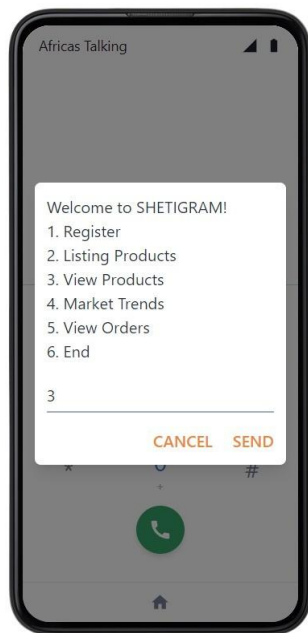 Africas Talking
Welcome to SHETIGRAM!
1. Register
2. Listing Products
3. View Products
4. Market Trends
5. View Orders
6. End
3
CANCEL SEND
* 0 #
+